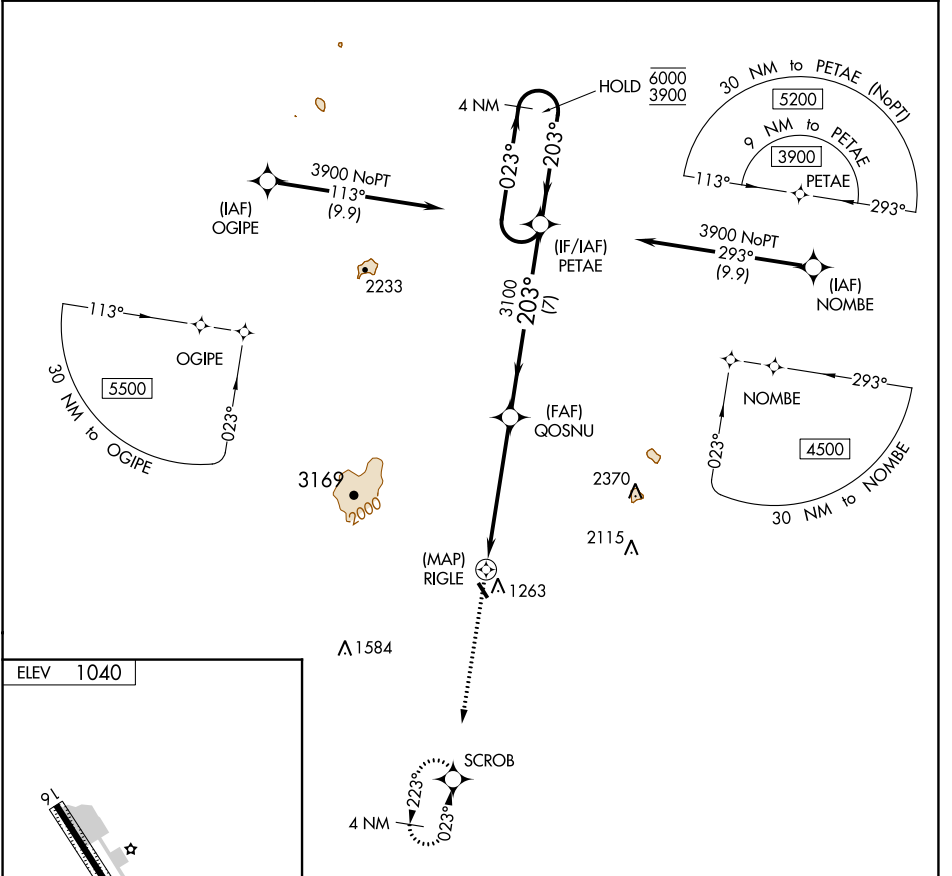 HOLD 6000
3900
4 NM
023°
203°
30 NM to PETAE (NoPT)
5200
9 NM to PETAE
3900
PETAE
113°
293°
3900 NoPT
113°
(9.9)
(IAF)
OGIPE
(IF/IAF)
PETAE
3900 NoPT
293°
(9.9)
(IAF)
NOMBE
2233
3100
203°
(7)
113°
OGIPE
5500
023°
30 NM to OGIPE
293°
NOMBE
4500
023°
30 NM to NOMBE
(FAF)
QOSNU
3169
2000
2370
2115
(MAP)
RIGLE
1263
1584
ELEV 1040
SCROB
223°
023°
4 NM
16